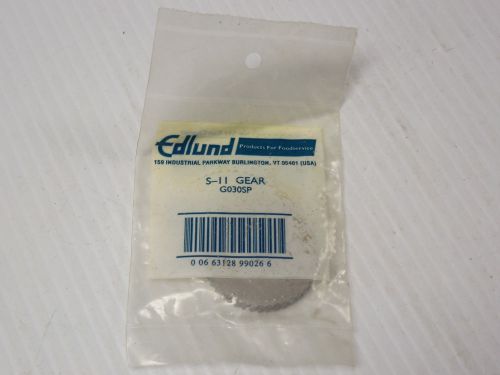 Edlund Products For Foodservice
159 INDUSTRIAL PARKWAY BURLINGTON, VT 05401 (USA)
S-11 GEAR
G030SP
0 06 63128 99026 6